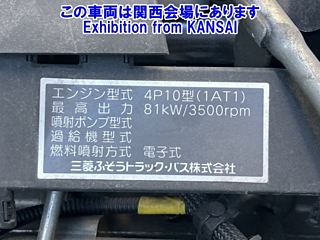 この車両は関西会場にあります
Exhibition from KANSAI
エンジン型式 4P10型(1AT1)
最高出力 81kW/3500rpm
噴射ポンプ型式
過給機型式
燃料噴射方式 電子式
三菱ふそうトラック・バス株式会社